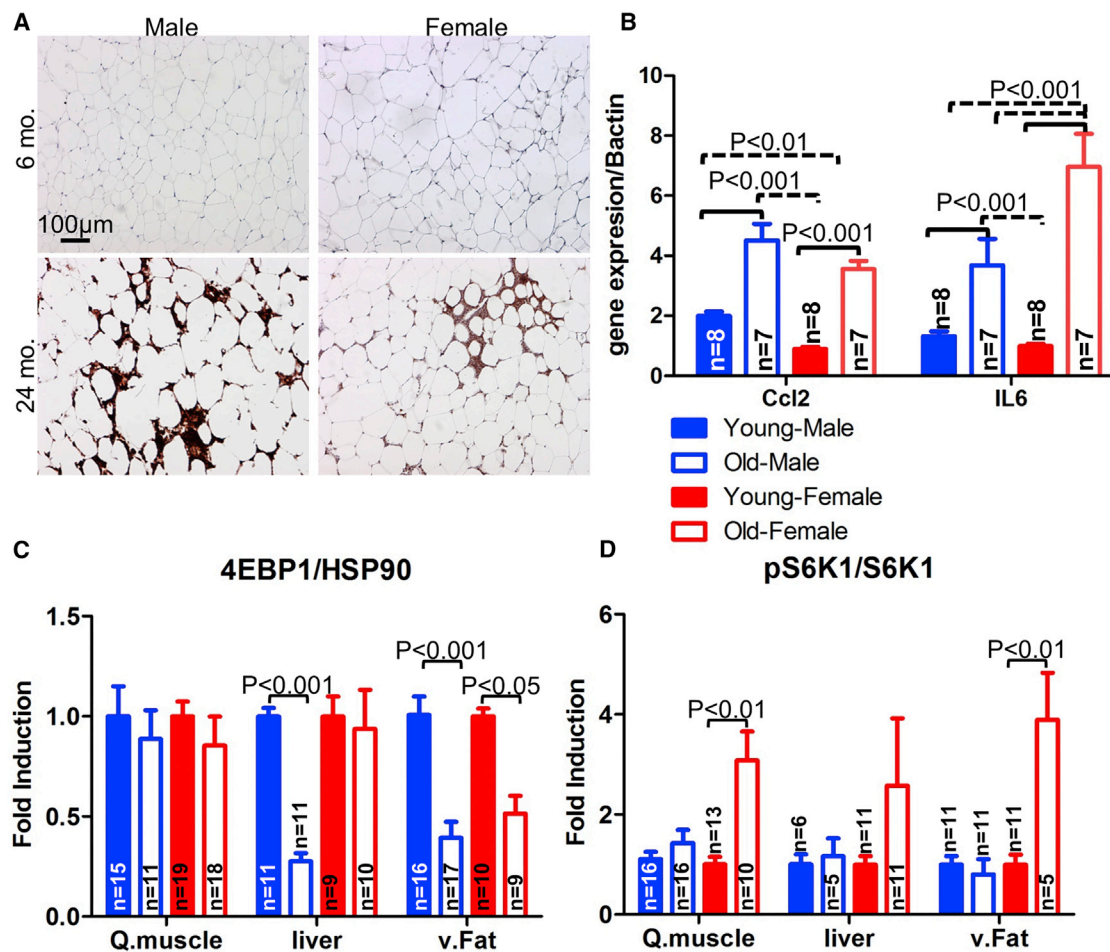 A
Male
Female
6 mo.
100µm
24 mo.
B
gene expresion/Bactin
10
8
6
4
2
0
P<0.01
P<0.001
P<0.001
P<0.001
P<0.001
n=8
n=7
n=8
n=7
n=8
n=7
n=8
n=7
Ccl2
IL6
Young-Male
Old-Male
Young-Female
Old-Female
C
4EBP1/HSP90
Fold Induction
1.5
1.0
0.5
0.0
P<0.001
P<0.001
P<0.05
n=15
n=11
n=19
n=18
n=11
n=11
n=9
n=10
n=16
n=17
n=10
n=9
Q.muscle
liver
v.Fat
D
pS6K1/S6K1
Fold Induction
6
4
2
0
P<0.01
P<0.01
n=16
n=16
n=13
n=10
n=6
n=5
n=11
n=11
n=11
n=11
n=11
n=5
Q.muscle
liver
v.Fat